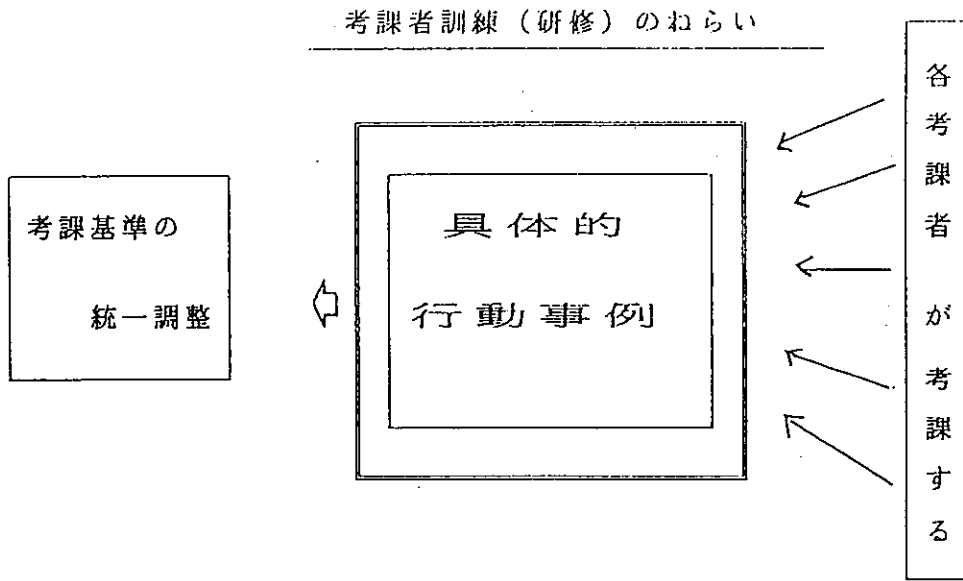 考課者訓練（研修）のねらい
各考課者が考課する
具体的
行動事例
考課基準の
統一調整